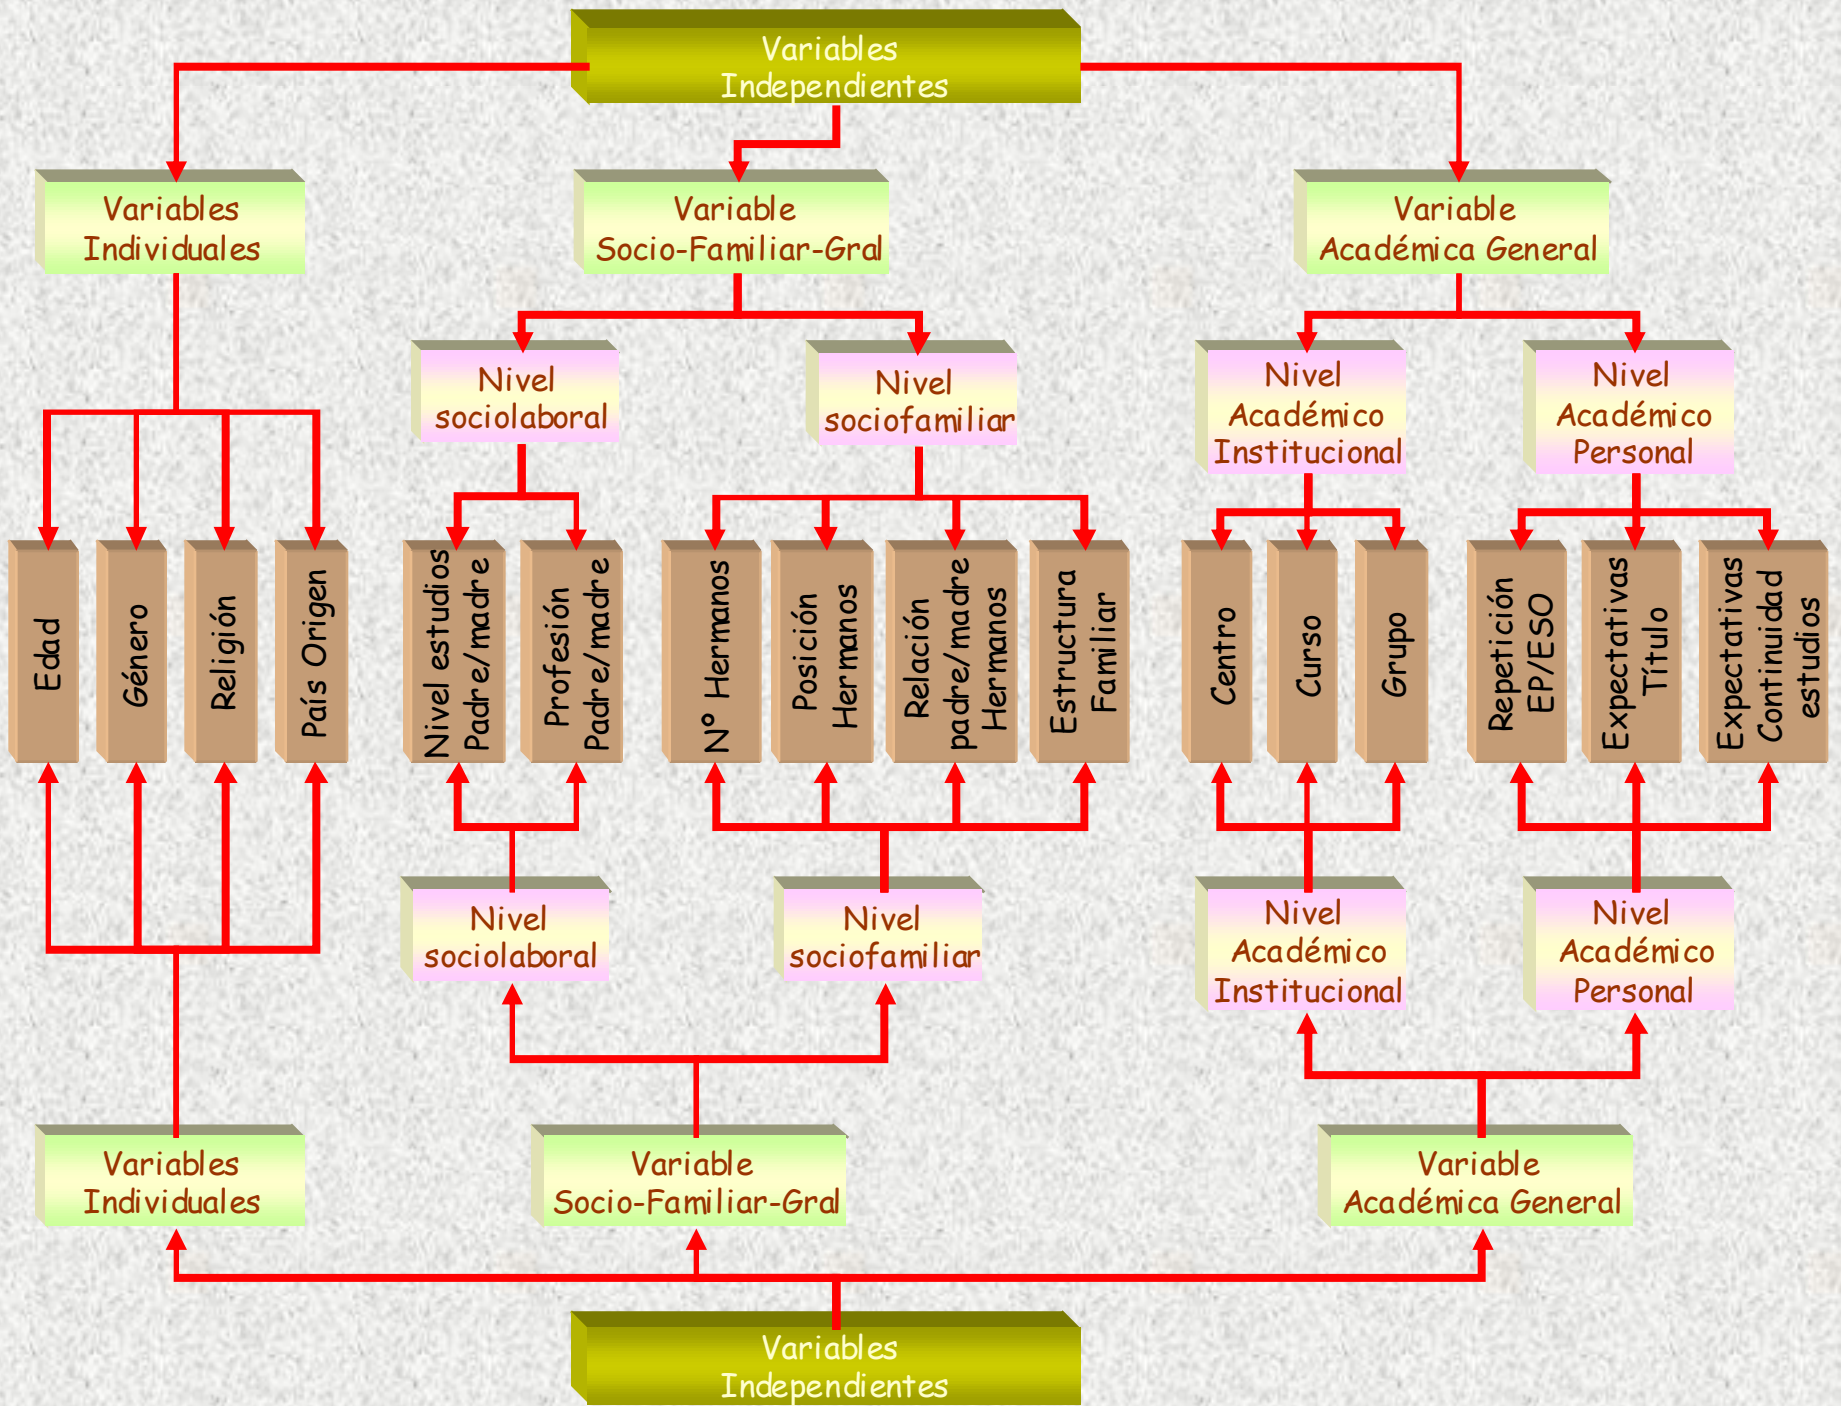 Variables
Independientes
Variables
Individuales
Variable
Socio-Familiar-Gral
Variable
Académica General
Nivel
sociolaboral
Nivel
sociofamiliar
Nivel
Académico
Institucional
Nivel
Académico
Personal
Edad
Género
Religión
País Origen
Nivel estudios
Padre/madre
Profesión
Padre/madre
Nº Hermanos
Posición
Hermanos
Relación
padre/madre
Hermanos
Estructura
Familiar
Centro
Curso
Grupo
Repetición
EP/ESO
Expectativas
Título
Expectativas
Continuidad
estudios
Nivel
sociolaboral
Nivel
sociofamiliar
Nivel
Académico
Institucional
Nivel
Académico
Personal
Variables
Individuales
Variable
Socio-Familiar-Gral
Variable
Académica General
Variables
Independientes